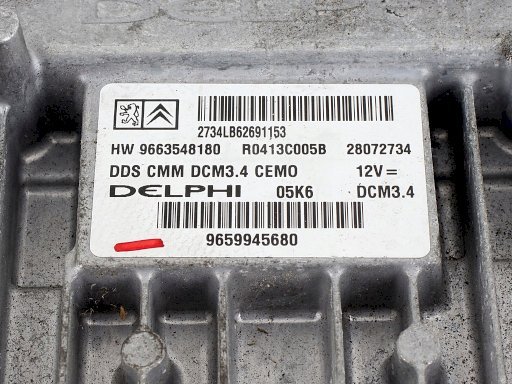 2734LB62691153
HW 9663548180 R0413C005B 28072734
DDS CMM DCM3.4 CEMO 12V=
DELPHI 05K6 DCM3.4
9659945680